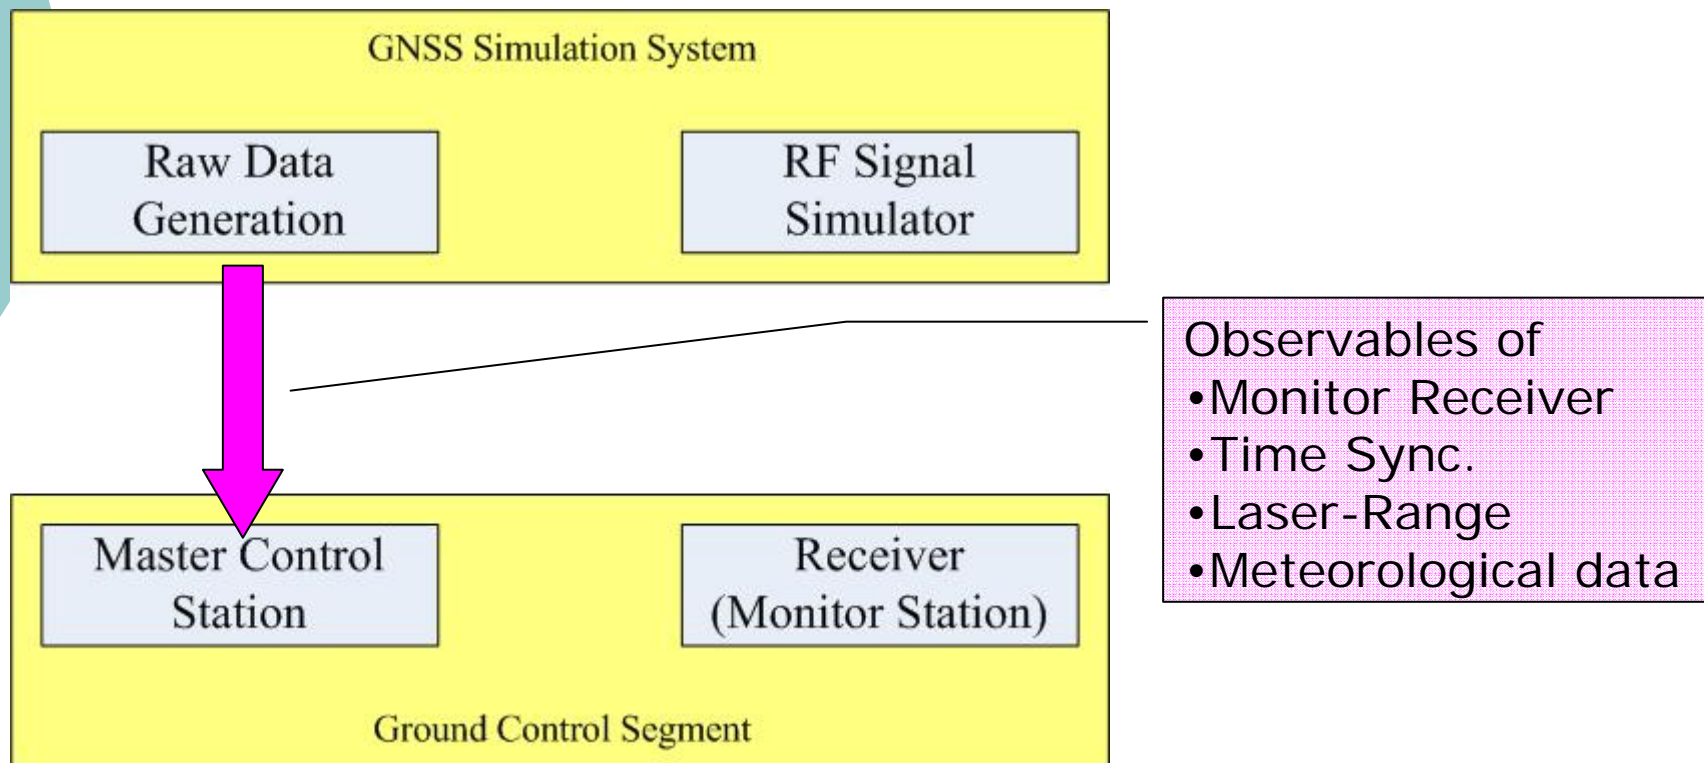 GNSS Simulation System
Raw Data
Generation
RF Signal
Simulator
Observables of
•Monitor Receiver
•Time Sync.
•Laser-Range
•Meteorological data
Master Control
Station
Receiver
(Monitor Station)
Ground Control Segment